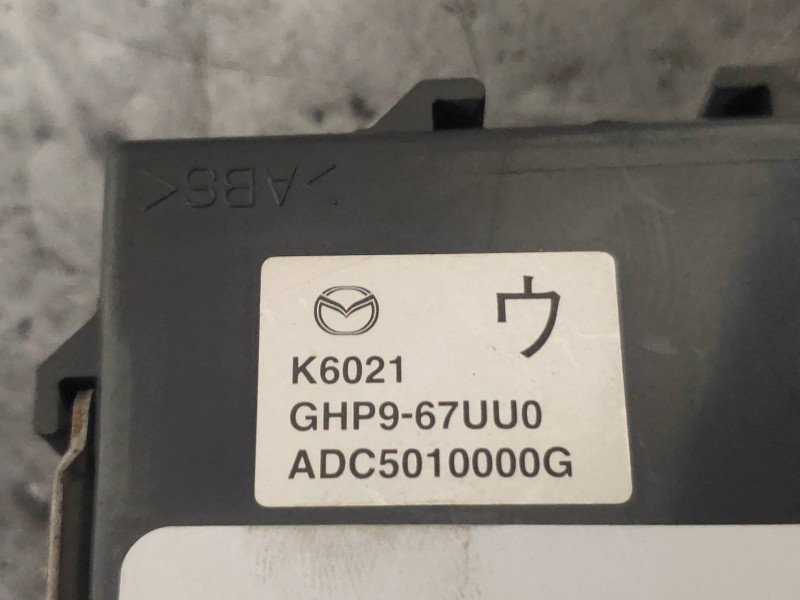 >ABS<
ウ
K6021
GHP9-67UU0
ADC5010000G